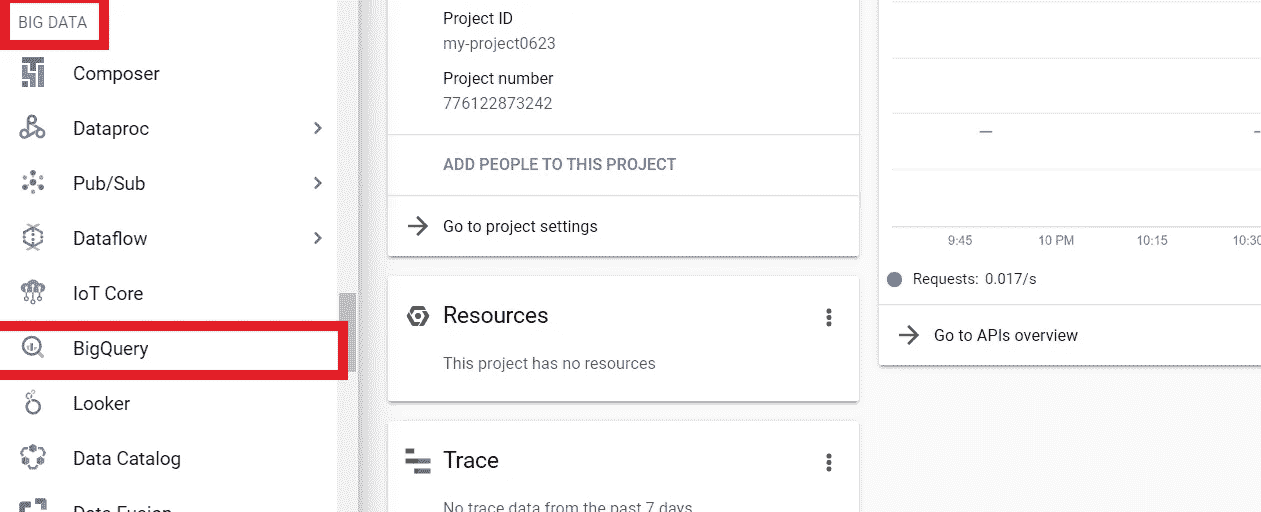 BIG DATA
Composer
Dataproc
Pub/Sub
Dataflow
IoT Core
BigQuery
Looker
Data Catalog
Data Fusion
Project ID
my-project0623
Project number
776122873242
ADD PEOPLE TO THIS PROJECT
Go to project settings
Resources
This project has no resources
Trace
No trace data from the past 7 days
9:45 10 PM 10:15 10:30
Requests: 0.017/s
Go to APIs overview